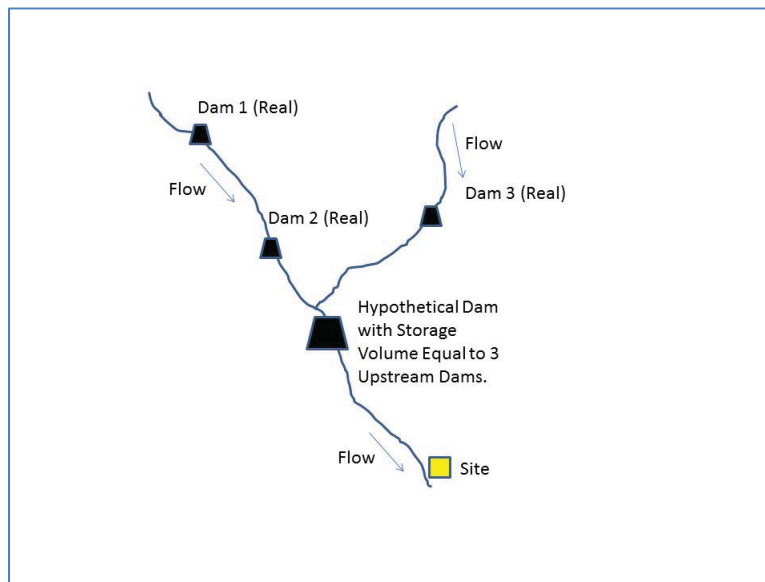 Dam 1 (Real)
Flow
Flow
Dam 3 (Real)
Dam 2 (Real)
Hypothetical Dam
with Storage
Volume Equal to 3
Upstream Dams.
Flow
Site